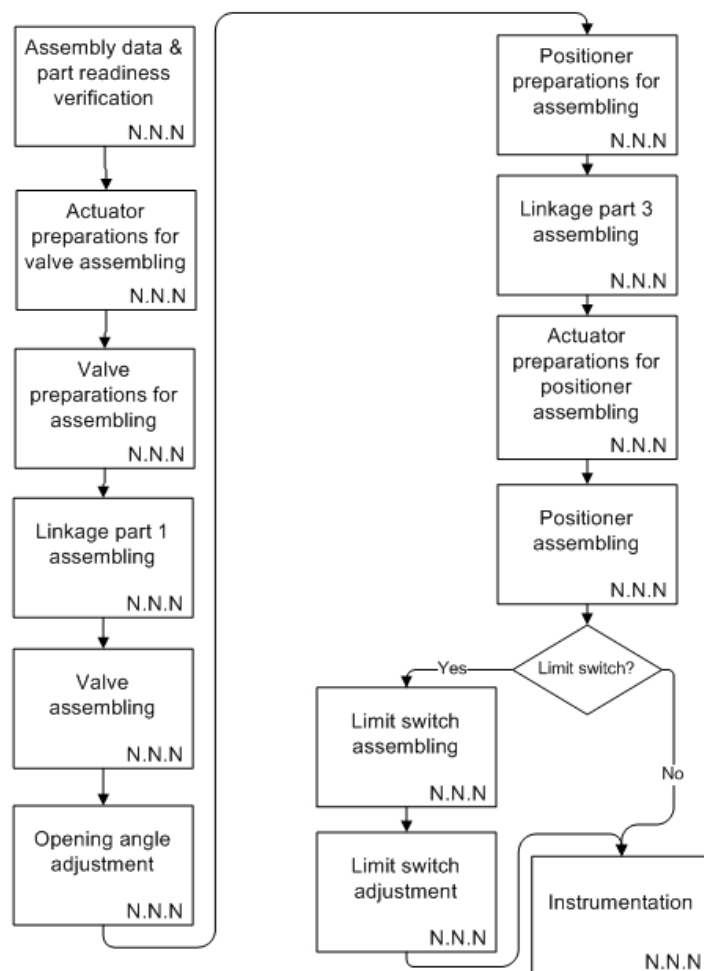 Assembly data &
part readiness
verification
N.N.N
Actuator
preparations for
valve assembling
N.N.N
Valve
preparations for
assembling
N.N.N
Linkage part 1
assembling
N.N.N
Valve
assembling
N.N.N
Opening angle
adjustment
N.N.N
Positioner
preparations for
assembling
N.N.N
Linkage part 3
assembling
N.N.N
Actuator
preparations for
positioner
assembling
N.N.N
Positioner
assembling
N.N.N
Limit switch?
Yes
Limit switch
assembling
N.N.N
Limit switch
adjustment
N.N.N
No
Instrumentation
N.N.N